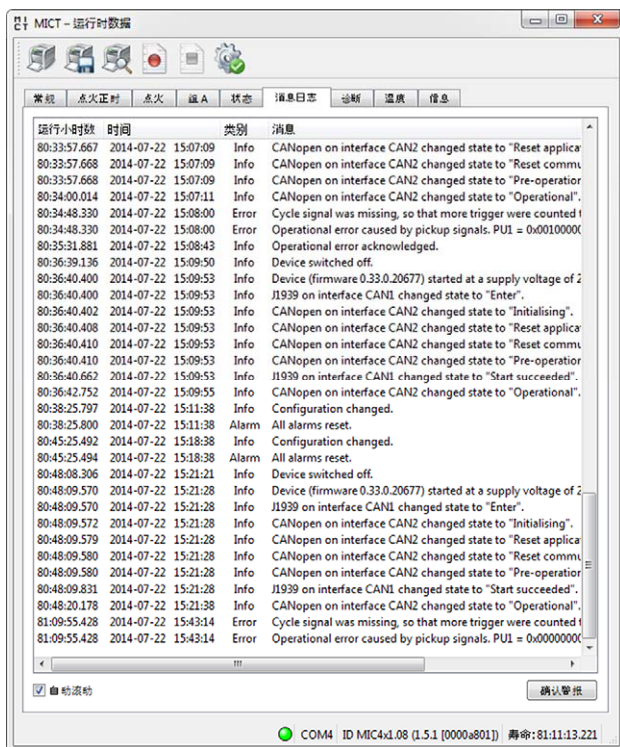 MICT – 运行时数据
常规 点火正时 点火 组 A 状态 消息日志 诊断 温度 信息
运行小时数 时间 类别 消息
80:33:57.667 2014-07-22 15:07:09 Info CANopen on interface CAN2 changed state to "Reset applica
80:33:57.668 2014-07-22 15:07:09 Info CANopen on interface CAN2 changed state to "Reset commu
80:33:57.668 2014-07-22 15:07:09 Info CANopen on interface CAN2 changed state to "Pre-operation
80:34:00.014 2014-07-22 15:07:11 Info CANopen on interface CAN2 changed state to "Operational".
80:34:48.330 2014-07-22 15:08:00 Error Cycle signal was missing, so that more trigger were counted t
80:34:48.330 2014-07-22 15:08:00 Error Operational error caused by pickup signals. PU1 = 0x00100000
80:35:31.881 2014-07-22 15:08:43 Info Operational error acknowledged.
80:36:39.136 2014-07-22 15:09:50 Info Device switched off.
80:36:40.400 2014-07-22 15:09:53 Info Device (firmware 0.33.0.20677) started at a supply voltage of 2
80:36:40.400 2014-07-22 15:09:53 Info J1939 on interface CAN1 changed state to "Enter".
80:36:40.402 2014-07-22 15:09:53 Info CANopen on interface CAN2 changed state to "Initialising".
80:36:40.408 2014-07-22 15:09:53 Info CANopen on interface CAN2 changed state to "Reset applica
80:36:40.410 2014-07-22 15:09:53 Info CANopen on interface CAN2 changed state to "Reset commu
80:36:40.410 2014-07-22 15:09:53 Info CANopen on interface CAN2 changed state to "Pre-operation
80:36:40.662 2014-07-22 15:09:53 Info J1939 on interface CAN1 changed state to "Start succeeded".
80:36:42.752 2014-07-22 15:09:55 Info CANopen on interface CAN2 changed state to "Operational".
80:38:25.797 2014-07-22 15:11:38 Info Configuration changed.
80:38:25.800 2014-07-22 15:11:38 Alarm All alarms reset.
80:45:25.492 2014-07-22 15:18:38 Info Configuration changed.
80:45:25.494 2014-07-22 15:18:38 Alarm All alarms reset.
80:48:08.306 2014-07-22 15:21:21 Info Device switched off.
80:48:09.570 2014-07-22 15:21:28 Info Device (firmware 0.33.0.20677) started at a supply voltage of 2
80:48:09.570 2014-07-22 15:21:28 Info J1939 on interface CAN1 changed state to "Enter".
80:48:09.572 2014-07-22 15:21:28 Info CANopen on interface CAN2 changed state to "Initialising".
80:48:09.579 2014-07-22 15:21:28 Info CANopen on interface CAN2 changed state to "Reset applica
80:48:09.580 2014-07-22 15:21:28 Info CANopen on interface CAN2 changed state to "Reset commu
80:48:09.580 2014-07-22 15:21:28 Info CANopen on interface CAN2 changed state to "Pre-operation
80:48:09.831 2014-07-22 15:21:28 Info J1939 on interface CAN1 changed state to "Start succeeded".
80:48:20.178 2014-07-22 15:21:38 Info CANopen on interface CAN2 changed state to "Operational".
81:09:55.428 2014-07-22 15:43:14 Error Cycle signal was missing, so that more trigger were counted t
81:09:55.428 2014-07-22 15:43:14 Error Operational error caused by pickup signals. PU1 = 0x0000000(
自动滚动 确认警报
COM4 ID MIC4x1.08 (1.5.1 [0000a801]) 寿命:81:11:13.221